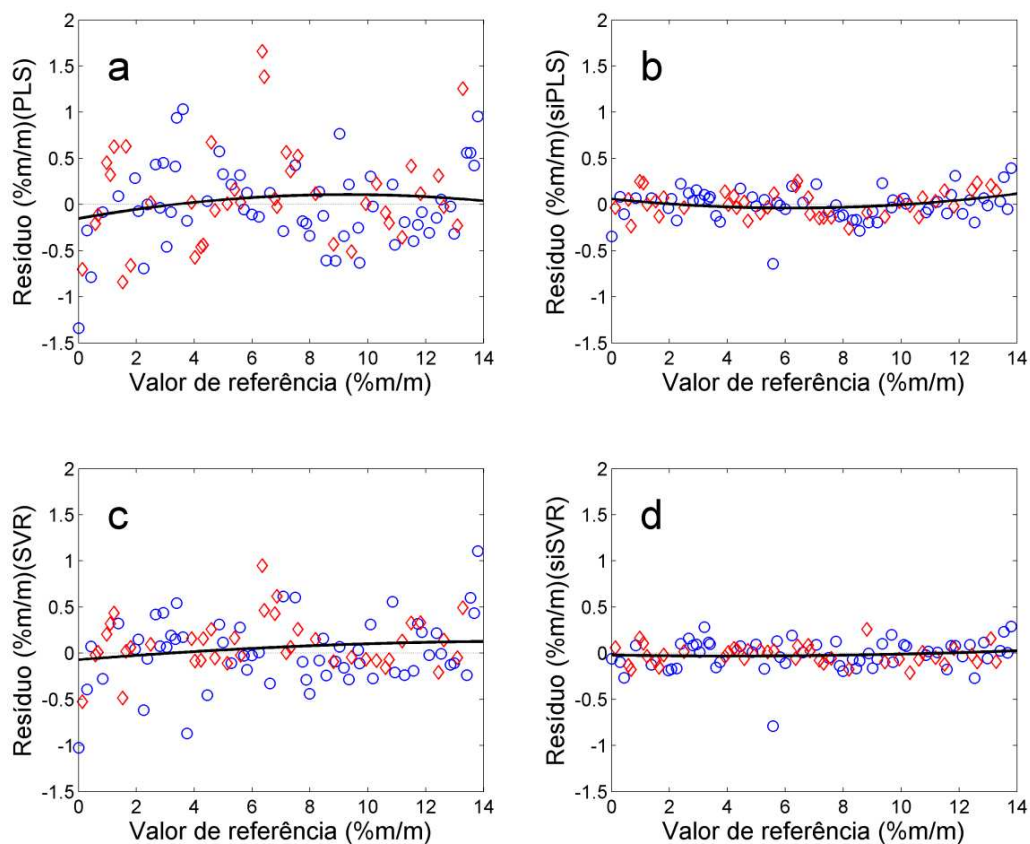 a
2
1.5
1
0.5
0
-0.5
-1
-1.5
0 2 4 6 8 10 12 14
Resíduo (%m/m)(PLS)
Valor de referência (%m/m)
b
2
1.5
1
0.5
0
-0.5
-1
-1.5
0 2 4 6 8 10 12 14
Resíduo (%m/m)(siPLS)
Valor de referência (%m/m)
c
2
1.5
1
0.5
0
-0.5
-1
-1.5
0 2 4 6 8 10 12 14
Resíduo (%m/m)(SVR)
Valor de referência (%m/m)
d
2
1.5
1
0.5
0
-0.5
-1
-1.5
0 2 4 6 8 10 12 14
Resíduo (%m/m)(siSVR)
Valor de referência (%m/m)